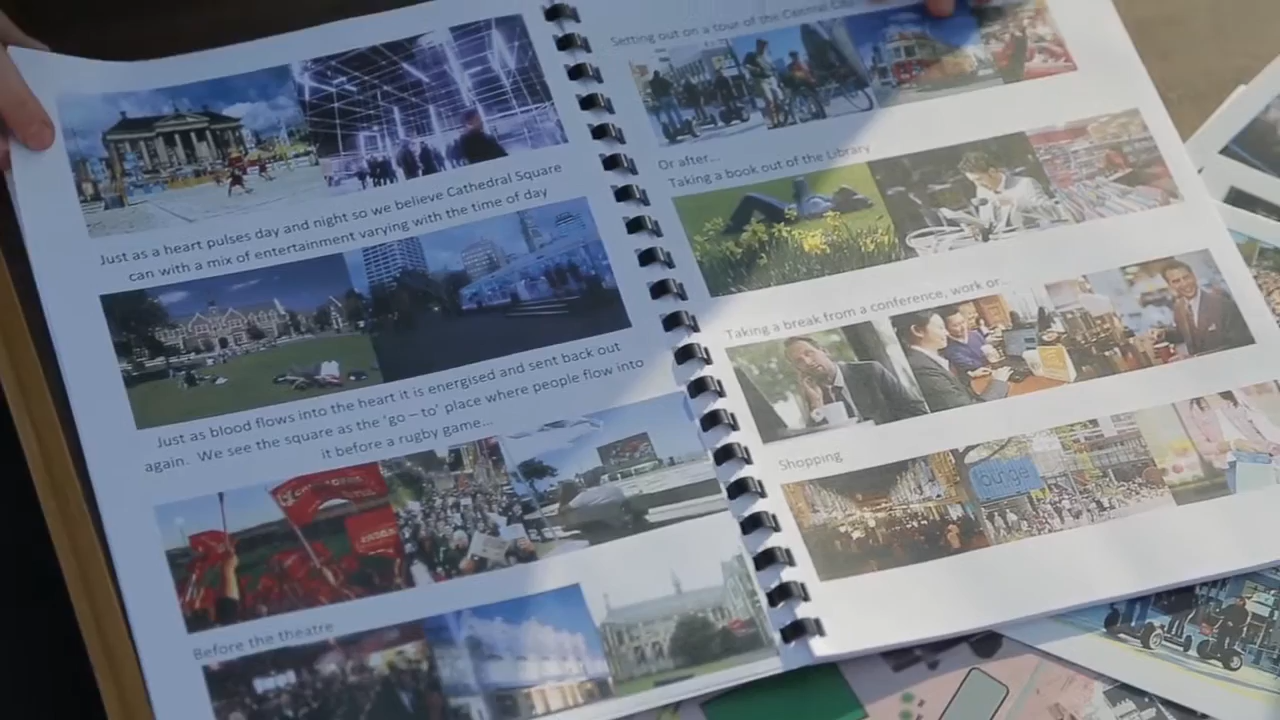 Just as a heart pulses day and night so we believe Cathedral Square
can with a mix of entertainment varying with the time of day
Just as blood flows into the heart it is energised and sent back out
again. We see the square as the 'go – to' place where people flow into
it before a rugby game...
Before the theatre
Setting out on a tour of the Central City
Or after...
Taking a book out of the Library
Taking a break from a conference, work or...
Shopping
lounge